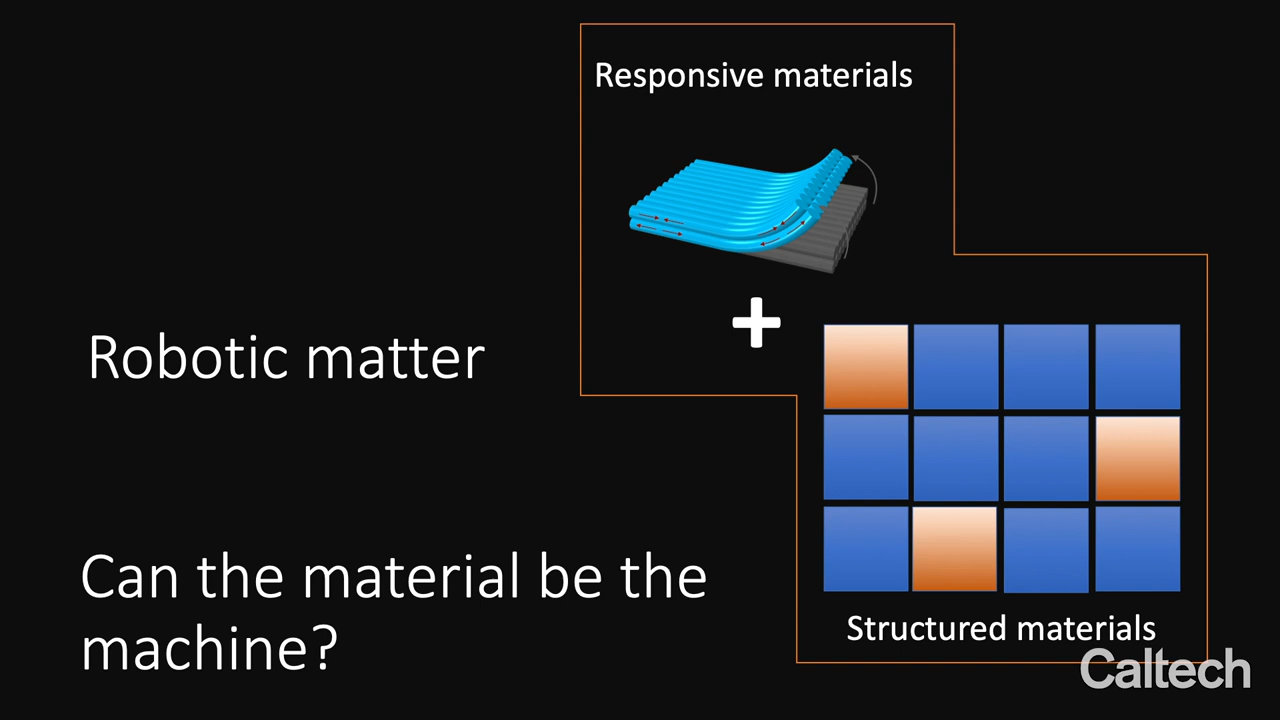 Responsive materials
+
Robotic matter
Can the material be the
machine?
Structured materials
Caltech